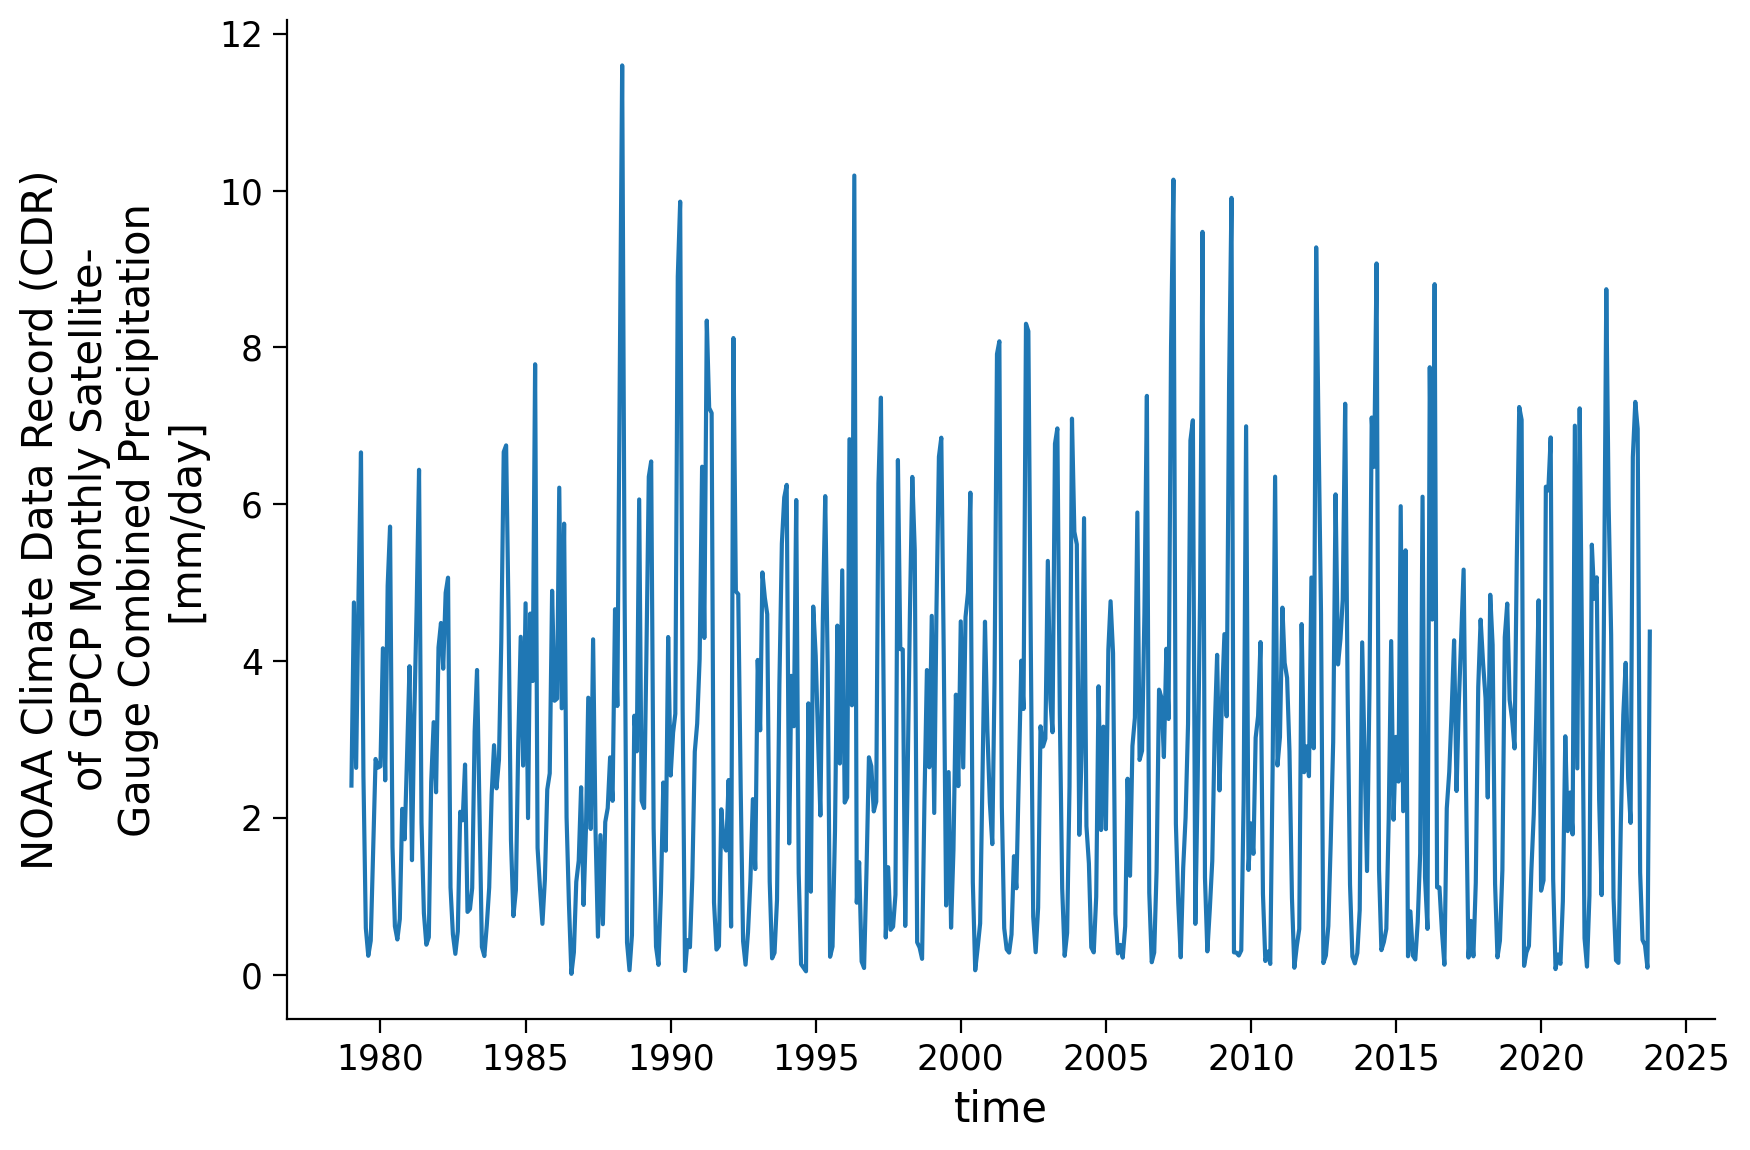 NOAA Climate Data Record (CDR)
of GPCP Monthly Satellite-
Gauge Combined Precipitation
[mm/day]
12
10
8
6
4
2
0
1980 1985 1990 1995 2000 2005 2010 2015 2020 2025
time